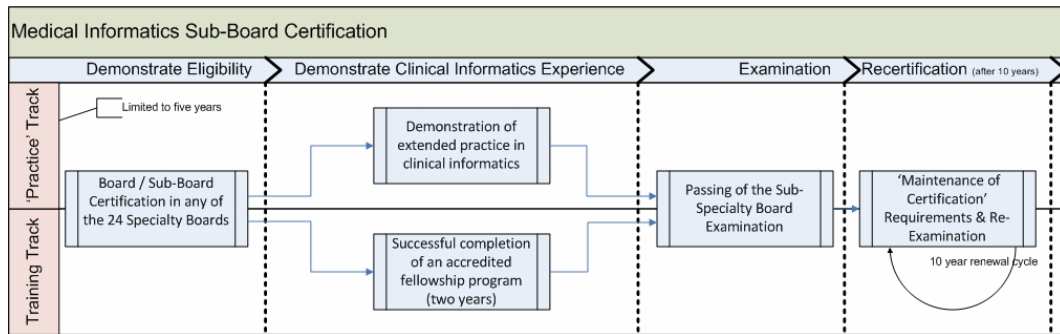 Medical Informatics Sub-Board Certification
Demonstrate Eligibility
Demonstrate Clinical Informatics Experience
Examination
Recertification (after 10 years)
'Practice' Track
Limited to five years
Board / Sub-Board
Certification in any of
the 24 Specialty Boards
Demonstration of
extended practice in
clinical informatics
Passing of the Sub-
Specialty Board
Examination
'Maintenance of
Certification'
Requirements & Re-
Examination
Training Track
Successful completion
of an accredited
fellowship program
(two years)
10 year renewal cycle